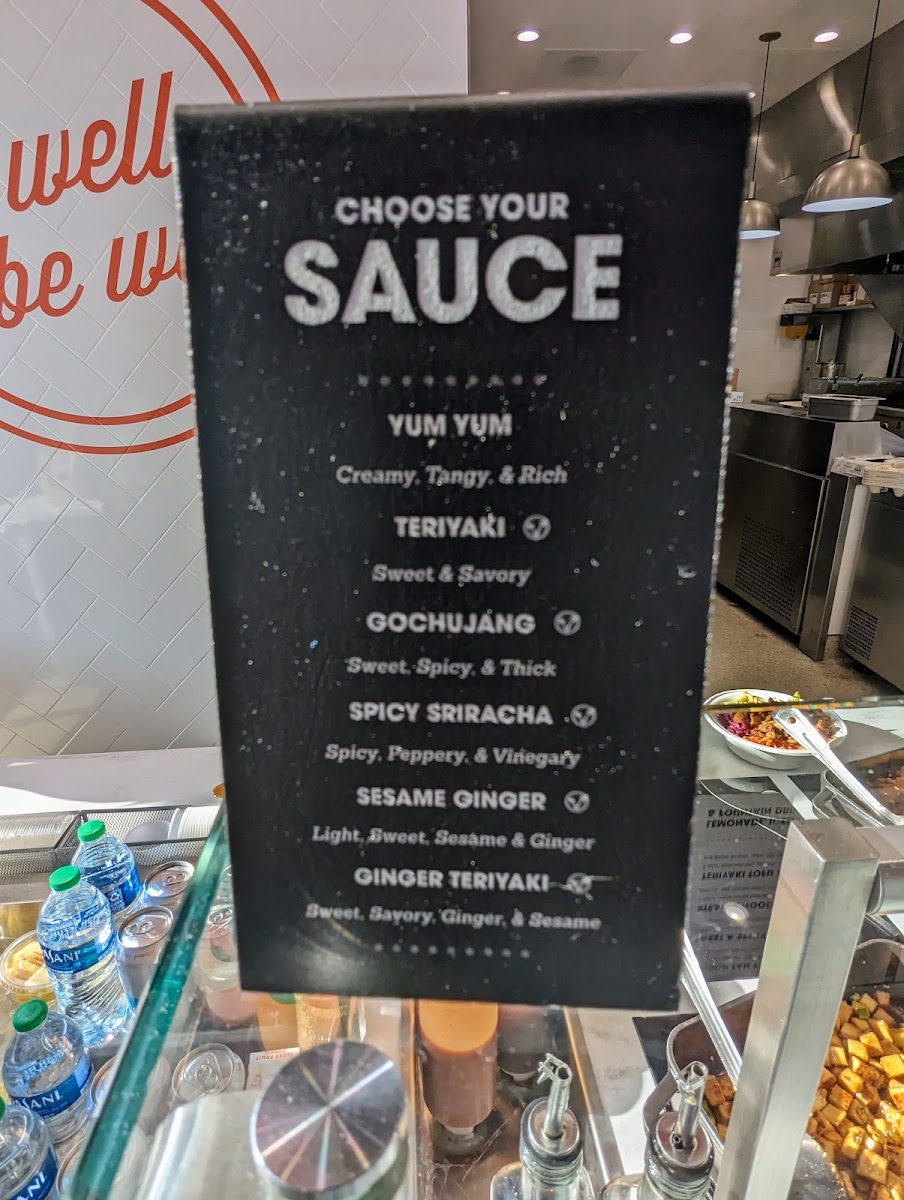 well
be we
CHOOSE YOUR
SAUCE
YUM YUM
Creamy, Tangy, & Rich
TERIYAKI
Sweet & Savory
GOCHUJANG
Sweet, Spicy, & Thick
SPICY SRIRACHA
Spicy, Peppery, & Vinegary
SESAME GINGER
Light, Sweet, Sesame & Ginger
GINGER TERIYAKI
Sweet, Savory, Ginger, & Sesame
& FOUNTAIN
LEMONADE
TERIYAKI TOFU